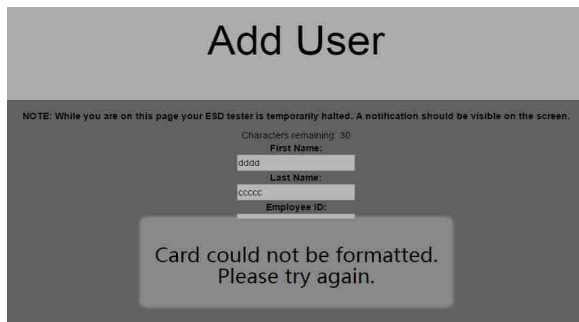 Add User
NOTE: While you are on this page your ESD tester is temporarily halted. A notification should be visible on the screen.
Characters remaining: 30
First Name:
dddd
Last Name:
ccccc
Employee ID:
Card could not be formatted.
Please try again.